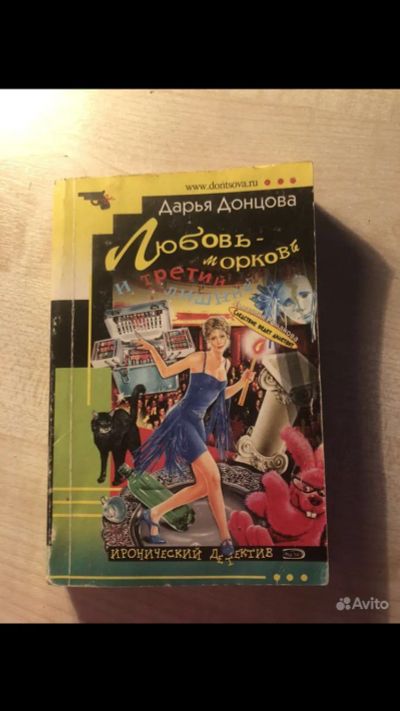 www.dontsova.ru
Дарья Донцова
Любовь-
морковь
и третий
лишний
ИРОНИЧЕСКИЙ ДЕТЕКТИВ
Avito